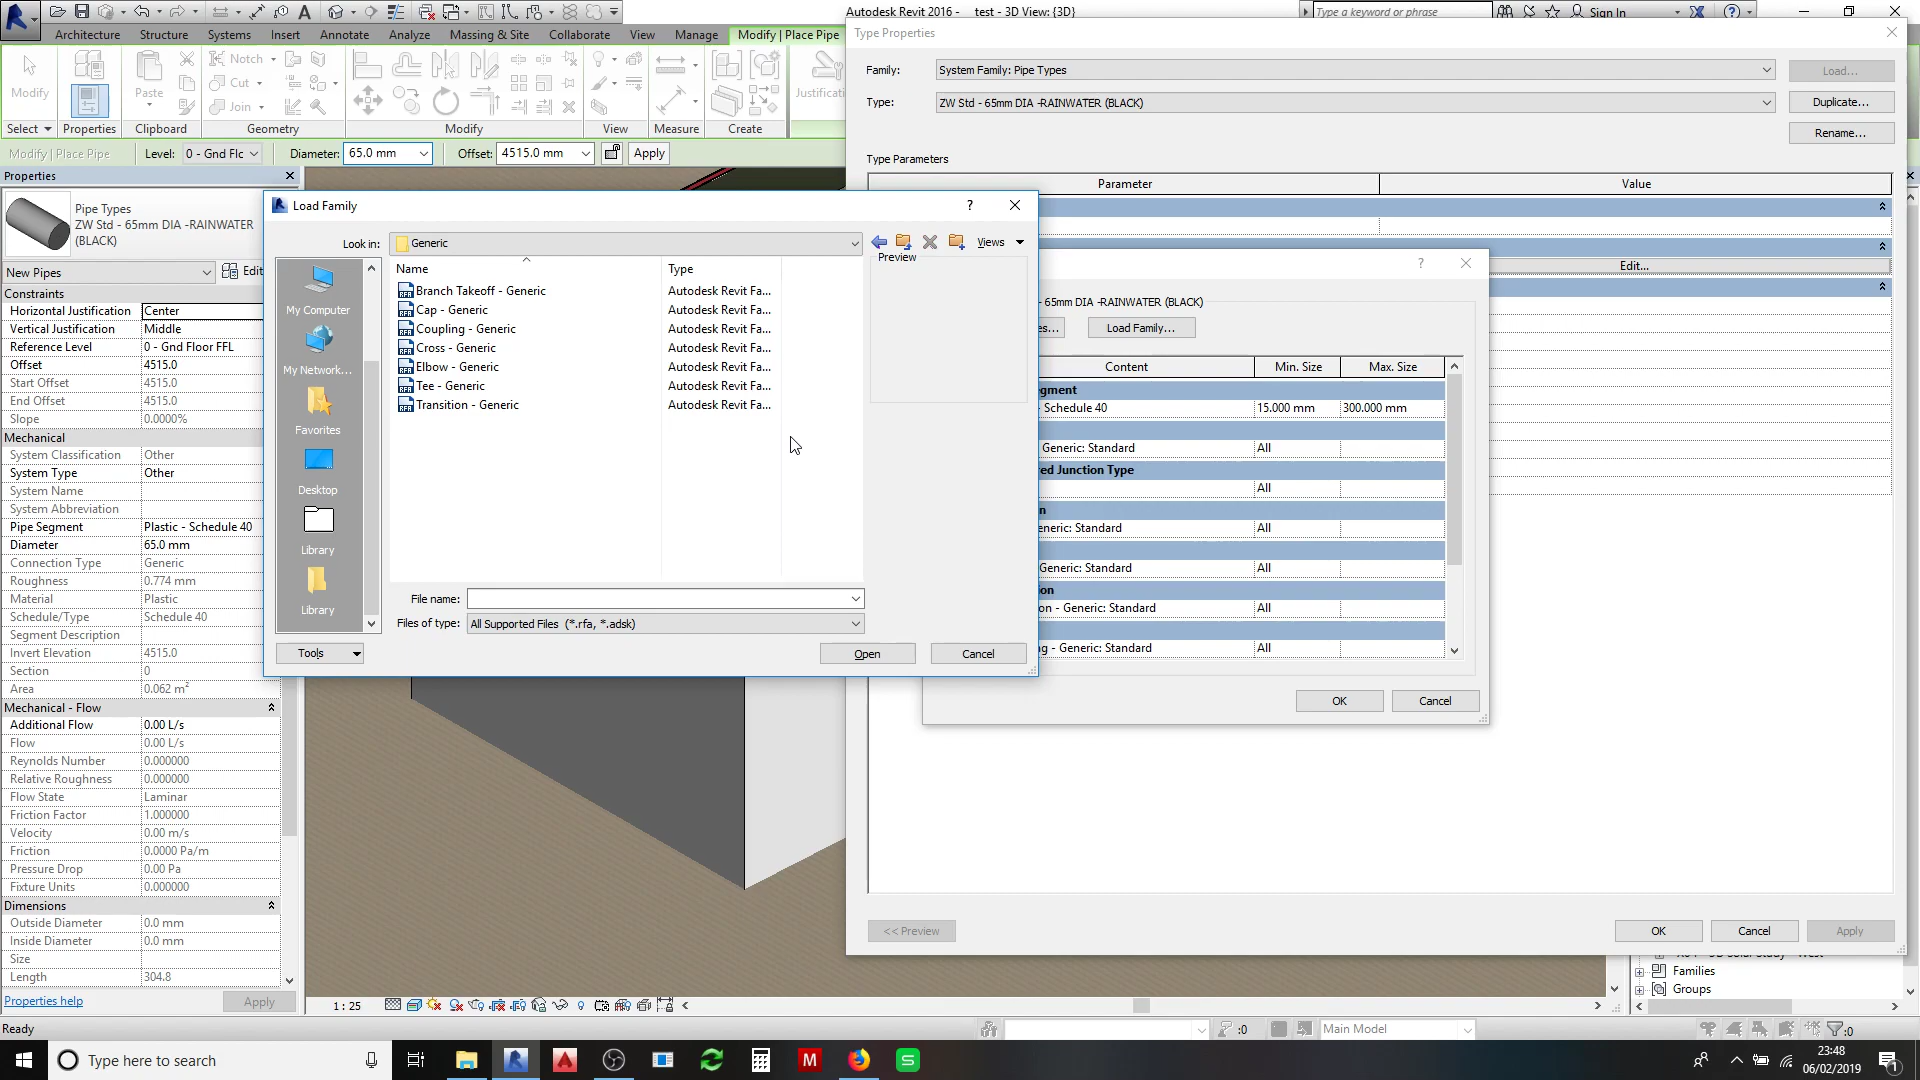 Autodesk Revit 2016 - test - 3D View: {3D}
Type a keyword or phrase
Sign In
Architecture Structure Systems Insert Annotate Analyze Massing & Site Collaborate View Manage Modify | Place Pipe
Modify
Paste
Notch
Cut
Join
Justificati
Select Properties Clipboard Geometry Modify View Measure Create
Modify | Place Pipe Level: 0 - Gnd Flc Diameter: 65.0 mm Offset: 4515.0 mm Apply
Properties
Pipe Types
ZW Std - 65mm DIA -RAINWATER
(BLACK)
New Pipes Edit
Constraints
Horizontal Justification Center
Vertical Justification Middle
Reference Level 0 - Gnd Floor FFL
Offset 4515.0
Start Offset 4515.0
End Offset 4515.0
Slope 0.0000%
Mechanical
System Classification Other
System Type Other
System Name
System Abbreviation
Pipe Segment Plastic - Schedule 40
Diameter 65.0 mm
Connection Type Generic
Roughness 0.774 mm
Material Plastic
Schedule/Type Schedule 40
Segment Description
Invert Elevation 4515.0
Section 0
Area 0.062 m²
Mechanical - Flow
Additional Flow 0.00 L/s
Flow 0.00 L/s
Reynolds Number 0.000000
Relative Roughness 0.000000
Flow State Laminar
Friction Factor 1.000000
Velocity 0.00 m/s
Friction 0.0000 Pa/m
Pressure Drop 0.00 Pa
Fixture Units 0.000000
Dimensions
Outside Diameter 0.0 mm
Inside Diameter 0.0 mm
Size
Length 304.8
Properties help Apply
Load Family
Look in: Generic Views
My Computer
My Network...
Favorites
Desktop
Library
Library
Name Type
Branch Takeoff - Generic Autodesk Revit Fa...
Cap - Generic Autodesk Revit Fa...
Coupling - Generic Autodesk Revit Fa...
Cross - Generic Autodesk Revit Fa...
Elbow - Generic Autodesk Revit Fa...
Tee - Generic Autodesk Revit Fa...
Transition - Generic Autodesk Revit Fa...
Preview
File name:
Files of type: All Supported Files (*.rfa, *.adsk)
Tools Open Cancel
Type Properties
Family: System Family: Pipe Types Load...
Type: ZW Std - 65mm DIA -RAINWATER (BLACK) Duplicate...
Rename...
Type Parameters
Parameter Value
Edit...
- 65mm DIA -RAINWATER (BLACK)
es... Load Family...
Content Min. Size Max. Size
egment
- Schedule 40 15.000 mm 300.000 mm
Generic: Standard All
red Junction Type
All
n
eneric: Standard All
Generic: Standard All
ion
on - Generic: Standard All
ng - Generic: Standard All
OK Cancel
<< Preview OK Cancel Apply
Families
Groups
1 : 25
Ready
:0 Main Model :0
Type here to search
23:48
06/02/2019